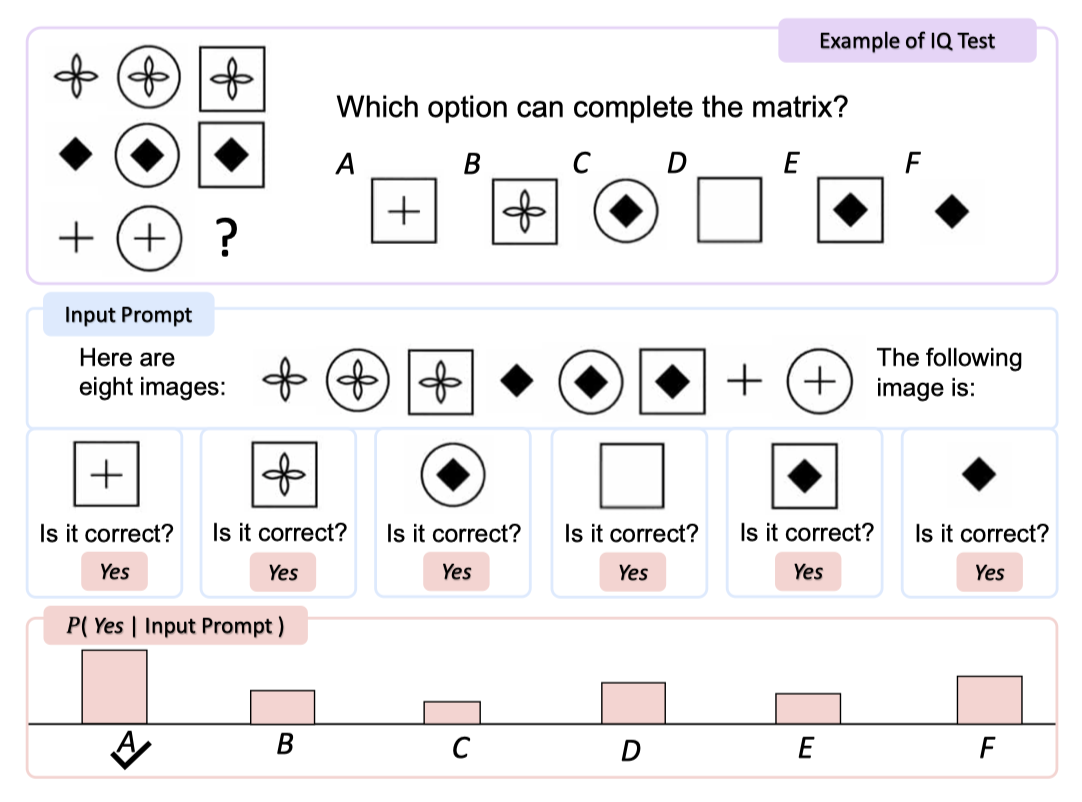 Example of IQ Test
Which option can complete the matrix?
A B C D E F
?
Input Prompt
Here are
eight images:
The following
image is:
Is it correct? Is it correct? Is it correct? Is it correct? Is it correct? Is it correct?
Yes Yes Yes Yes Yes Yes
P( Yes | Input Prompt )
A B C D E F